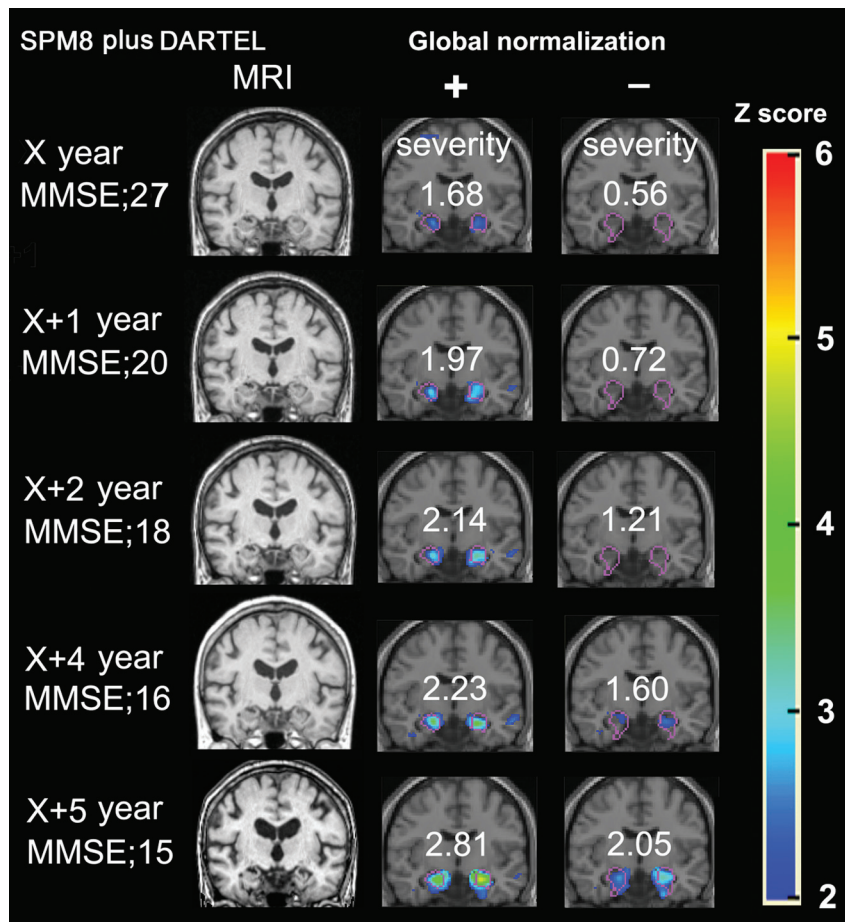 SPM8 plus DARTEL
Global normalization
MRI
+
−
Z score
X year
MMSE;27
severity
1.68
severity
0.56
X+1 year
MMSE;20
1.97
0.72
X+2 year
MMSE;18
2.14
1.21
X+4 year
MMSE;16
2.23
1.60
X+5 year
MMSE;15
2.81
2.05
6
5
4
3
2